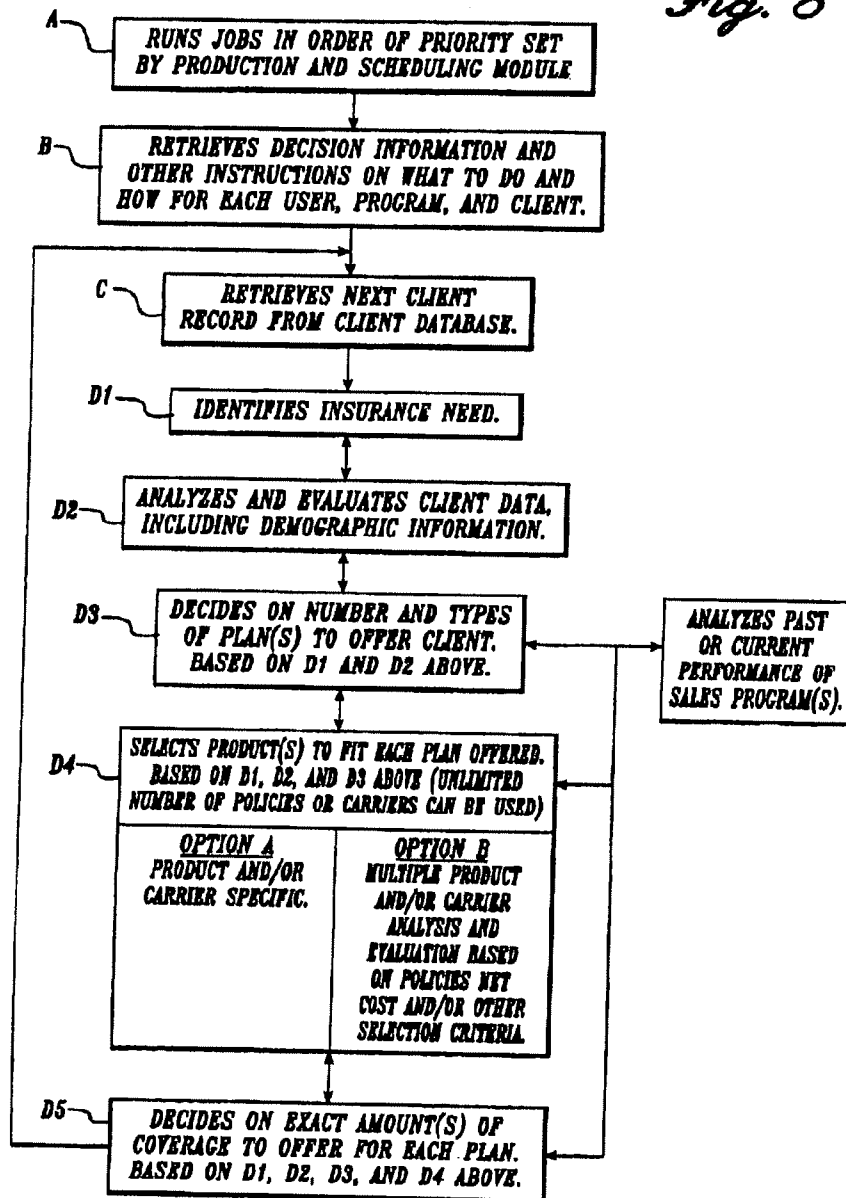 Fig. 6
A
RUNS JOBS IN ORDER OF PRIORITY SET
BY PRODUCTION AND SCHEDULING MODULE
B
RETRIEVES DECISION INFORMATION AND
OTHER INSTRUCTIONS ON WHAT TO DO AND
HOW FOR EACH USER, PROGRAM, AND CLIENT.
C
RETRIEVES NEXT CLIENT
RECORD FROM CLIENT DATABASE.
D1
IDENTIFIES INSURANCE NEED.
D2
ANALYZES AND EVALUATES CLIENT DATA,
INCLUDING DEMOGRAPHIC INFORMATION.
D3
DECIDES ON NUMBER AND TYPES
OF PLAN(S) TO OFFER CLIENT.
BASED ON D1 AND D2 ABOVE.
ANALYZES PAST
OR CURRENT
PERFORMANCE OF
SALES PROGRAM(S).
D4
SELECTS PRODUCT(S) TO FIT EACH PLAN OFFERED.
BASED ON D1, D2, AND D3 ABOVE (UNLIMITED
NUMBER OF POLICIES OR CARRIERS CAN BE USED)
OPTION A
PRODUCT AND/OR
CARRIER SPECIFIC.
OPTION B
MULTIPLE PRODUCT
AND/OR CARRIER
ANALYSIS AND
EVALUATION BASED
ON POLICIES NET
COST AND/OR OTHER
SELECTION CRITERIA.
D5
DECIDES ON EXACT AMOUNT(S) OF
COVERAGE TO OFFER FOR EACH PLAN.
BASED ON D1, D2, D3, AND D4 ABOVE.